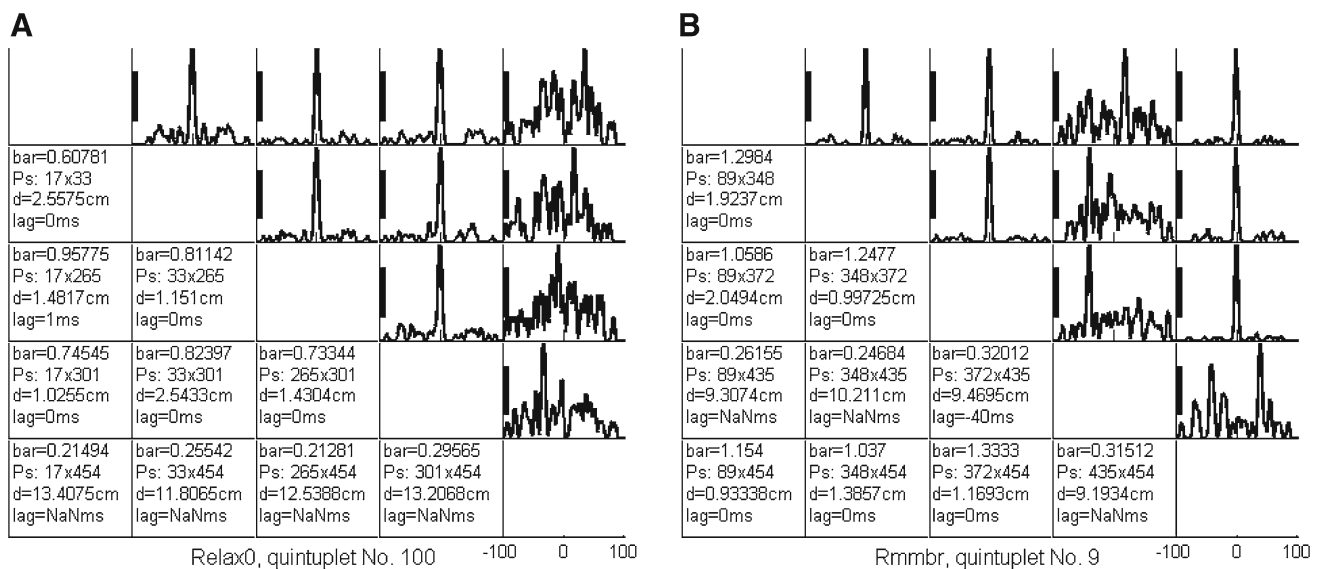 A
bar=0.60781
Ps: 17x33
d=2.5575cm
lag=0ms
bar=0.95775
Ps: 17x265
d=1.4817cm
lag=1ms
bar=0.81142
Ps: 33x265
d=1.151cm
lag=0ms
bar=0.74545
Ps: 17x301
d=1.0255cm
lag=0ms
bar=0.82397
Ps: 33x301
d=2.5433cm
lag=0ms
bar=0.73344
Ps: 265x301
d=1.4304cm
lag=0ms
bar=0.21494
Ps: 17x454
d=13.4075cm
lag=NaNms
bar=0.25542
Ps: 33x454
d=11.8065cm
lag=NaNms
bar=0.21281
Ps: 265x454
d=12.5388cm
lag=NaNms
bar=0.29565
Ps: 301x454
d=13.2068cm
lag=NaNms
-100 0 100
Relax0, quintuplet No. 100
B
bar=1.2984
Ps: 89x348
d=1.9237cm
lag=0ms
bar=1.0586
Ps: 89x372
d=2.0494cm
lag=0ms
bar=1.2477
Ps: 348x372
d=0.99725cm
lag=0ms
bar=0.26155
Ps: 89x435
d=9.3074cm
lag=NaNms
bar=0.24684
Ps: 348x435
d=10.211cm
lag=NaNms
bar=0.32012
Ps: 372x435
d=9.4695cm
lag=-40ms
bar=1.154
Ps: 89x454
d=0.93338cm
lag=0ms
bar=1.037
Ps: 348x454
d=1.3857cm
lag=0ms
bar=1.3333
Ps: 372x454
d=1.1693cm
lag=0ms
bar=0.31512
Ps: 435x454
d=9.1934cm
lag=NaNms
-100 0 100
Rmmbr, quintuplet No. 9